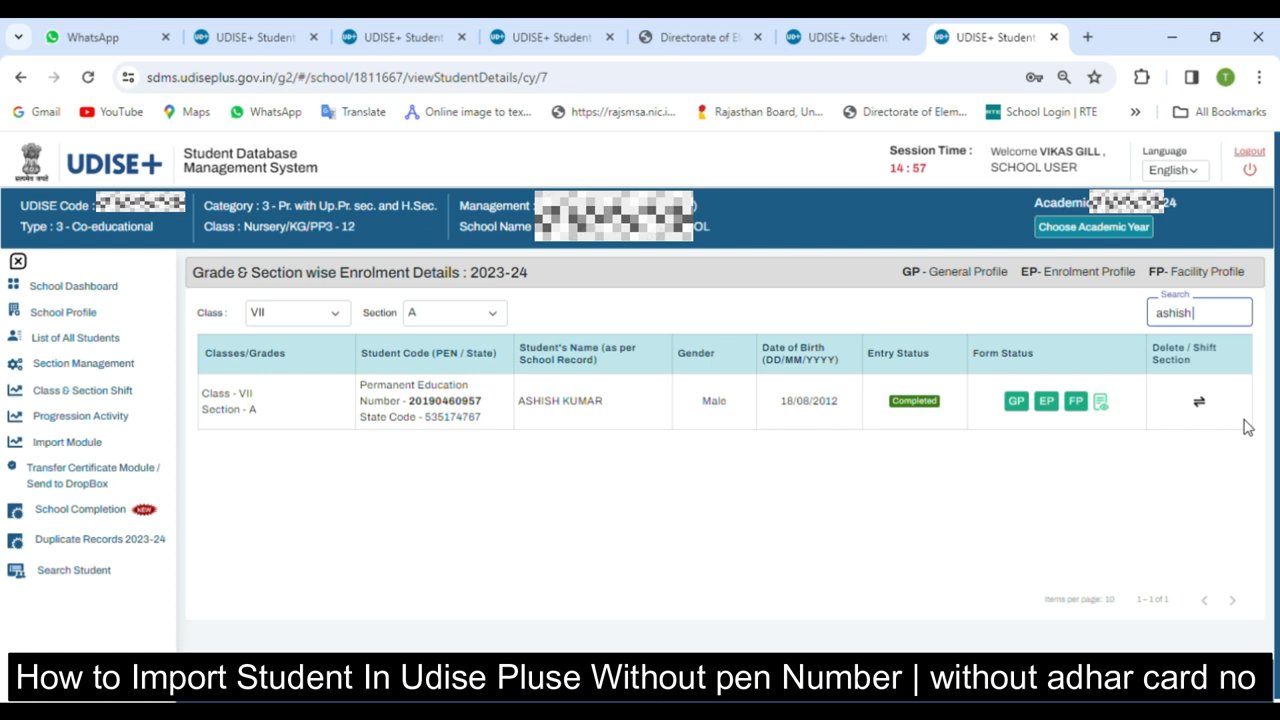 WhatsApp
UDISE+ Student
UDISE+ Student
UDISE+ Student
Directorate of E
UDISE+ Student
UDISE+ Student
sdms.udiseplus.gov.in/g2/#/school/1811667/viewStudentDetails/cy/7
T
Gmail
YouTube
Maps
WhatsApp
Translate
Online image to tex...
https://rajsmsa.nic.i...
Rajasthan Board, Un...
Directorate of Elem...
School Login | RTE
All Bookmarks
सत्यमेव जयते
UDISE+
Student Database
Management System
Session Time :
14 : 57
Welcome VIKAS GILL ,
SCHOOL USER
Language
English
Logout
UDISE Code :
Type : 3 - Co-educational
Category : 3 - Pr. with Up.Pr. sec. and H.Sec.
Class : Nursery/KG/PP3 - 12
Management :
School Name
OL
Academic
24
Choose Academic Year
School Dashboard
School Profile
List of All Students
Section Management
Class & Section Shift
Progression Activity
Import Module
Transfer Certificate Module /
Send to DropBox
School Completion NEW
Duplicate Records 2023-24
Search Student
Grade & Section wise Enrolment Details : 2023-24
GP - General Profile EP- Enrolment Profile FP- Facility Profile
Class : VII
Section A
Search
ashish
Classes/Grades
Student Code (PEN / State)
Student's Name (as per
School Record)
Gender
Date of Birth
(DD/MM/YYYY)
Entry Status
Form Status
Delete / Shift
Section
Class - VII
Section - A
Permanent Education
Number - 20190460957
State Code - 535174767
ASHISH KUMAR
Male
18/08/2012
Completed
GP EP FP
Items per page: 10
1 – 1 of 1
How to Import Student In Udise Pluse Without pen Number | without adhar card no